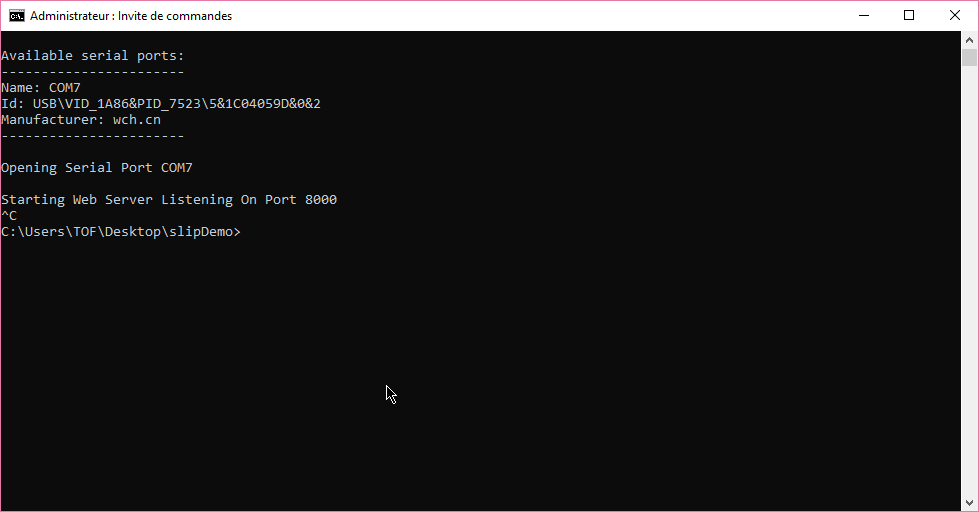 Administrateur : Invite de commandes
Available serial ports:
-----------------------
Name: COM7
Id: USB\VID_1A86&PID_7523\5&1C04059D&0&2
Manufacturer: wch.cn
-----------------------
Opening Serial Port COM7
Starting Web Server Listening On Port 8000
^C
C:\Users\TOF\Desktop\slipDemo>